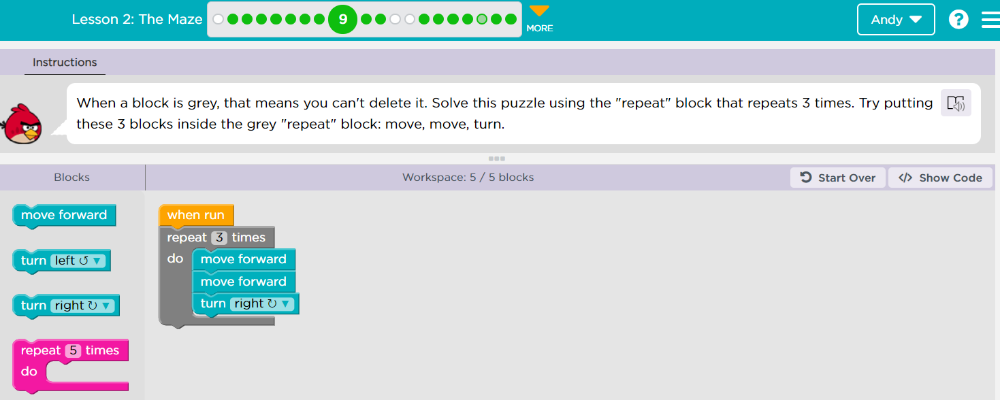 Lesson 2: The Maze
9
MORE
Andy
?
Instructions
When a block is grey, that means you can't delete it. Solve this puzzle using the "repeat" block that repeats 3 times. Try putting
these 3 blocks inside the grey "repeat" block: move, move, turn.
Blocks
Workspace: 5 / 5 blocks
Start Over
</> Show Code
move forward
turn left ↺ ▼
turn right ↻ ▼
repeat 5 times
do
when run
repeat 3 times
do
move forward
move forward
turn right ↻ ▼